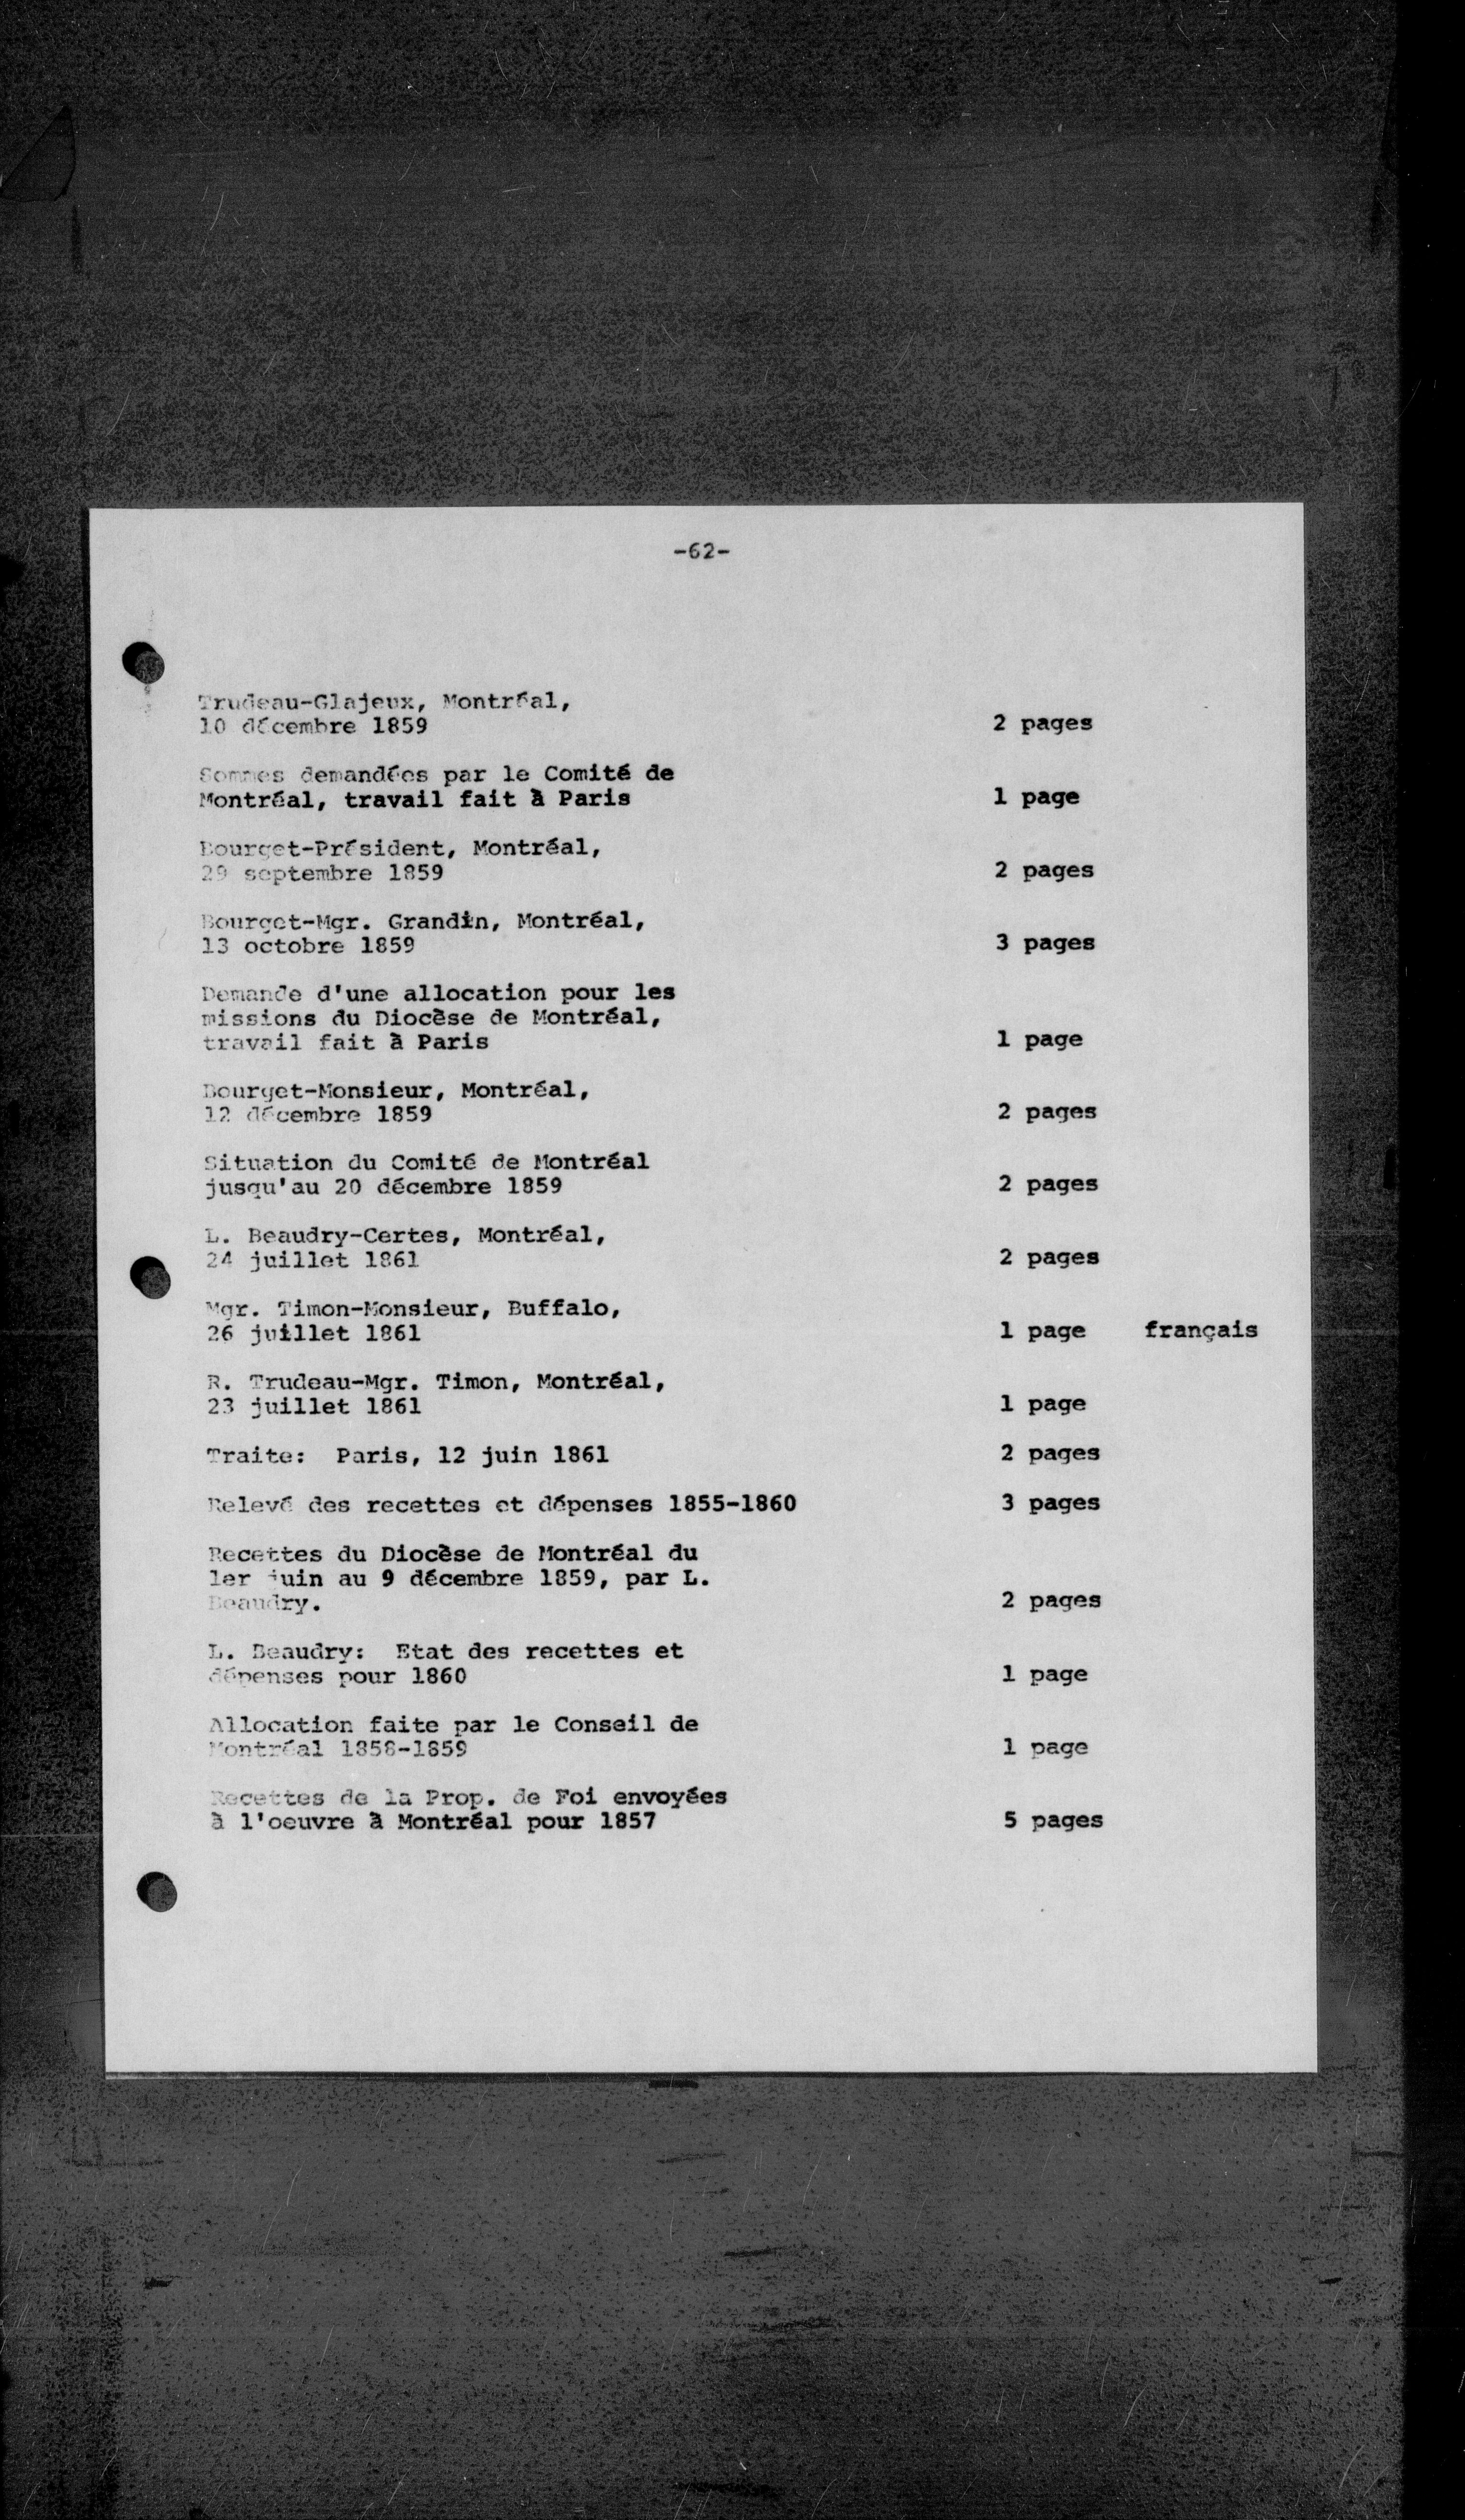 -62-
Trudeau-Glajeux, Montréal,
10 décembre 1859 2 pages
Sommes demandées par le Comité de
Montréal, travail fait à Paris 1 page
Bourget-Président, Montréal,
29 septembre 1859 2 pages
Bourget-Mgr. Grandin, Montréal,
13 octobre 1859 3 pages
Demande d'une allocation pour les
missions du Diocèse de Montréal,
travail fait à Paris 1 page
Bourget-Monsieur, Montréal,
12 décembre 1859 2 pages
Situation du Comité de Montréal
jusqu'au 20 décembre 1859 2 pages
L. Beaudry-Certes, Montréal,
24 juillet 1861 2 pages
Mgr. Timon-Monsieur, Buffalo,
26 juillet 1861 1 page français
R. Trudeau-Mgr. Timon, Montréal,
23 juillet 1861 1 page
Traite: Paris, 12 juin 1861 2 pages
Relevé des recettes et dépenses 1855-1860 3 pages
Recettes du Diocèse de Montréal du
1er juin au 9 décembre 1859, par L.
Beaudry. 2 pages
L. Beaudry: Etat des recettes et
dépenses pour 1860 1 page
Allocation faite par le Conseil de
Montréal 1858-1859 1 page
Recettes de la Prop. de Foi envoyées
à l'oeuvre à Montréal pour 1857 5 pages